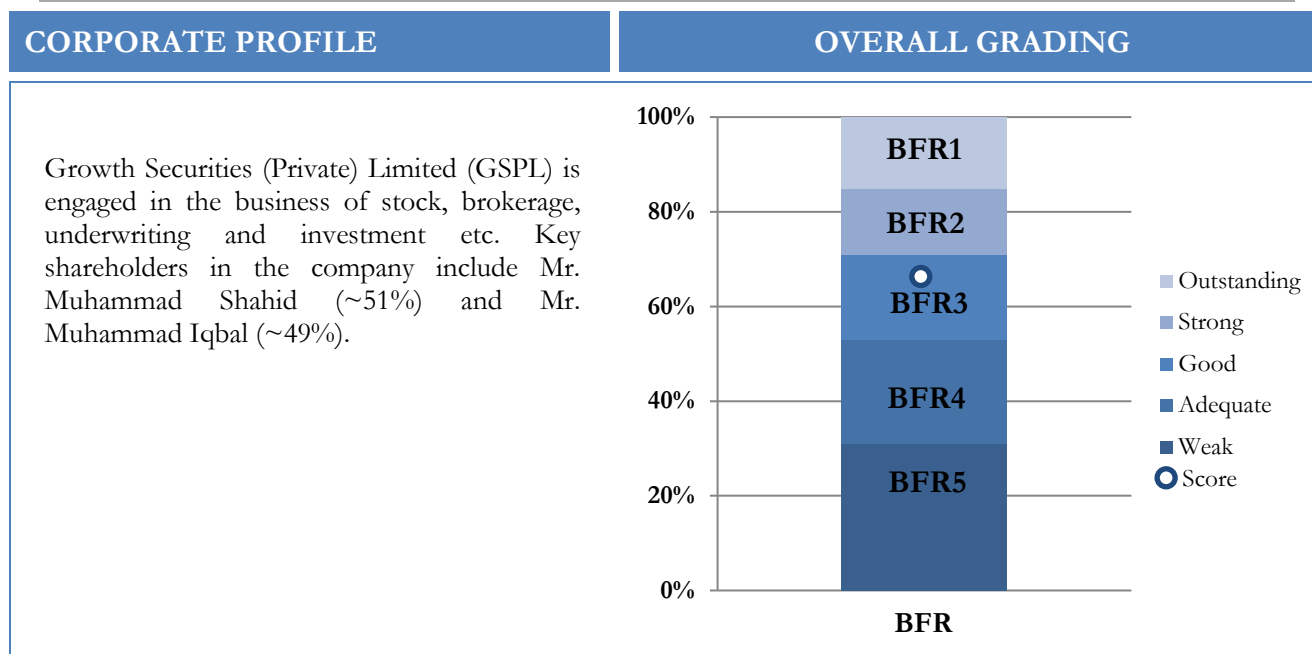 CORPORATE PROFILE
Growth Securities (Private) Limited (GSPL) is
engaged in the business of stock, brokerage,
underwriting and investment etc. Key
shareholders in the company include Mr.
Muhammad Shahid (~51%) and Mr.
Muhammad Iqbal (~49%).
OVERALL GRADING
100%
80%
60%
40%
20%
0%
BFR1
BFR2
BFR3
BFR4
BFR5
BFR
Outstanding
Strong
Good
Adequate
Weak
Score